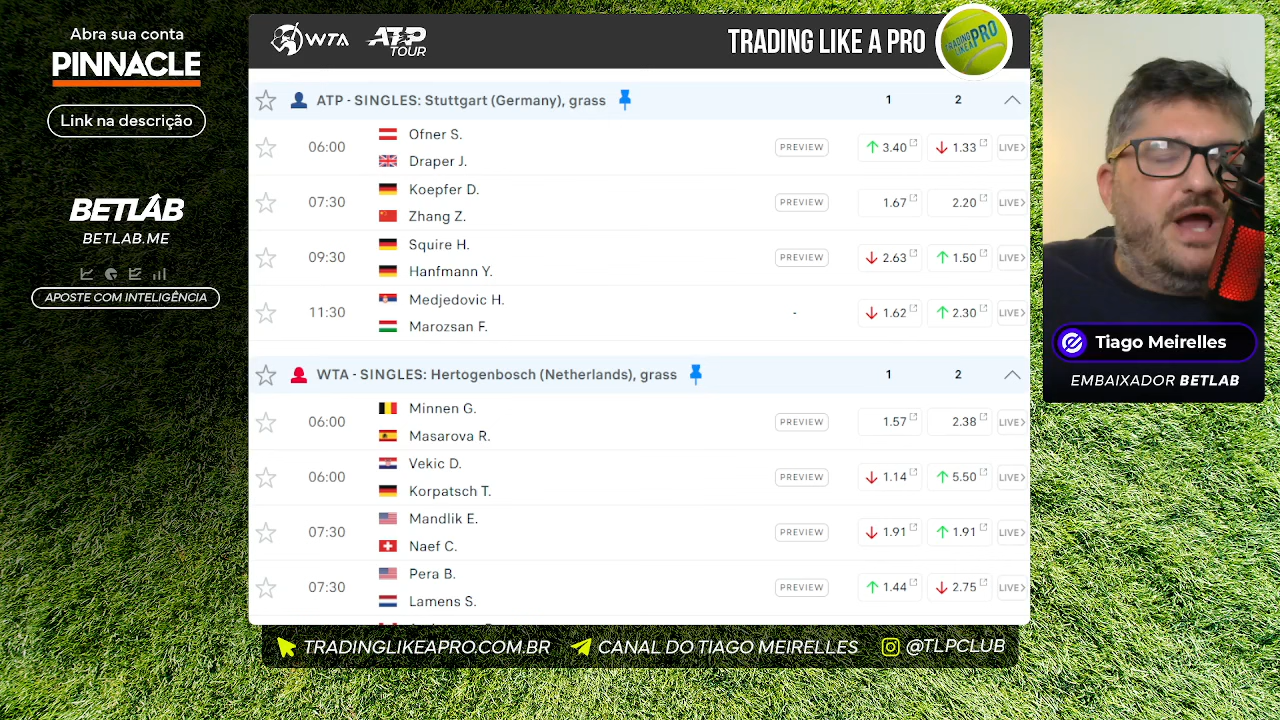 Abra sua conta
PINNACLE
Link na descrição
BETLAB
BETLAB.ME
APOSTE COM INTELIGÊNCIA
WTA
ATP TOUR
TRADING LIKE A PRO
TRADING LIKE A PRO
ATP - SINGLES: Stuttgart (Germany), grass 1 2
06:00 Ofner S. PREVIEW 3.40 1.33 LIVE
Draper J.
07:30 Koepfer D. PREVIEW 1.67 2.20 LIVE
Zhang Z.
09:30 Squire H. PREVIEW 2.63 1.50 LIVE
Hanfmann Y.
11:30 Medjedovic H. - 1.62 2.30 LIVE
Marozsan F.
WTA - SINGLES: Hertogenbosch (Netherlands), grass 1 2
06:00 Minnen G. PREVIEW 1.57 2.38 LIVE
Masarova R.
06:00 Vekic D. PREVIEW 1.14 5.50 LIVE
Korpatsch T.
07:30 Mandlik E. PREVIEW 1.91 1.91 LIVE
Naef C.
07:30 Pera B. PREVIEW 1.44 2.75 LIVE
Lamens S.
Tiago Meirelles
EMBAIXADOR BETLAB
TRADINGLIKEAPRO.COM.BR
CANAL DO TIAGO MEIRELLES
@TLPCLUB